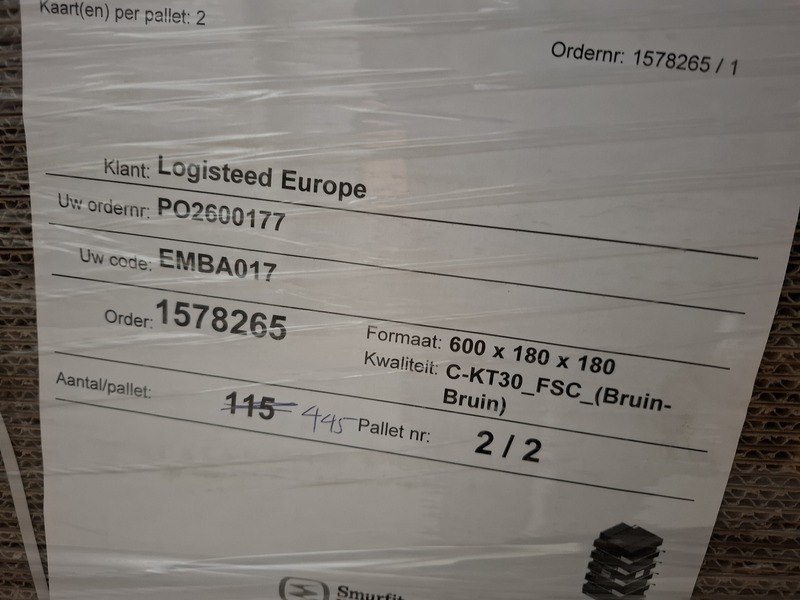 Kaart(en) per pallet: 2
Ordernr: 1578265 / 1
Klant: Logisteed Europe
Uw ordernr: PO2600177
Uw code: EMBA017
Order: 1578265
Formaat: 600 x 180 x 180
Kwaliteit: C-KT30_FSC_(Bruin-
Bruin)
Aantal/pallet: 115 445 Pallet nr: 2 / 2
Smurfit